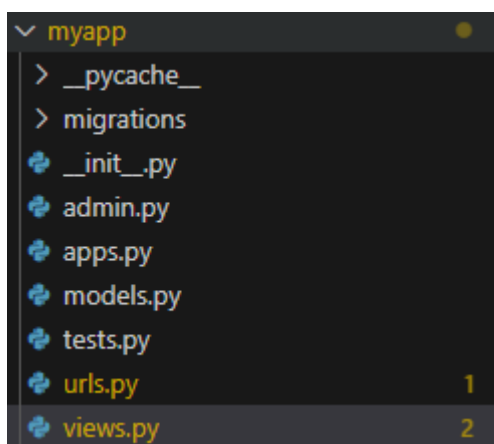 myapp
__pycache__
migrations
__init__.py
admin.py
apps.py
models.py
tests.py
urls.py 1
views.py 2